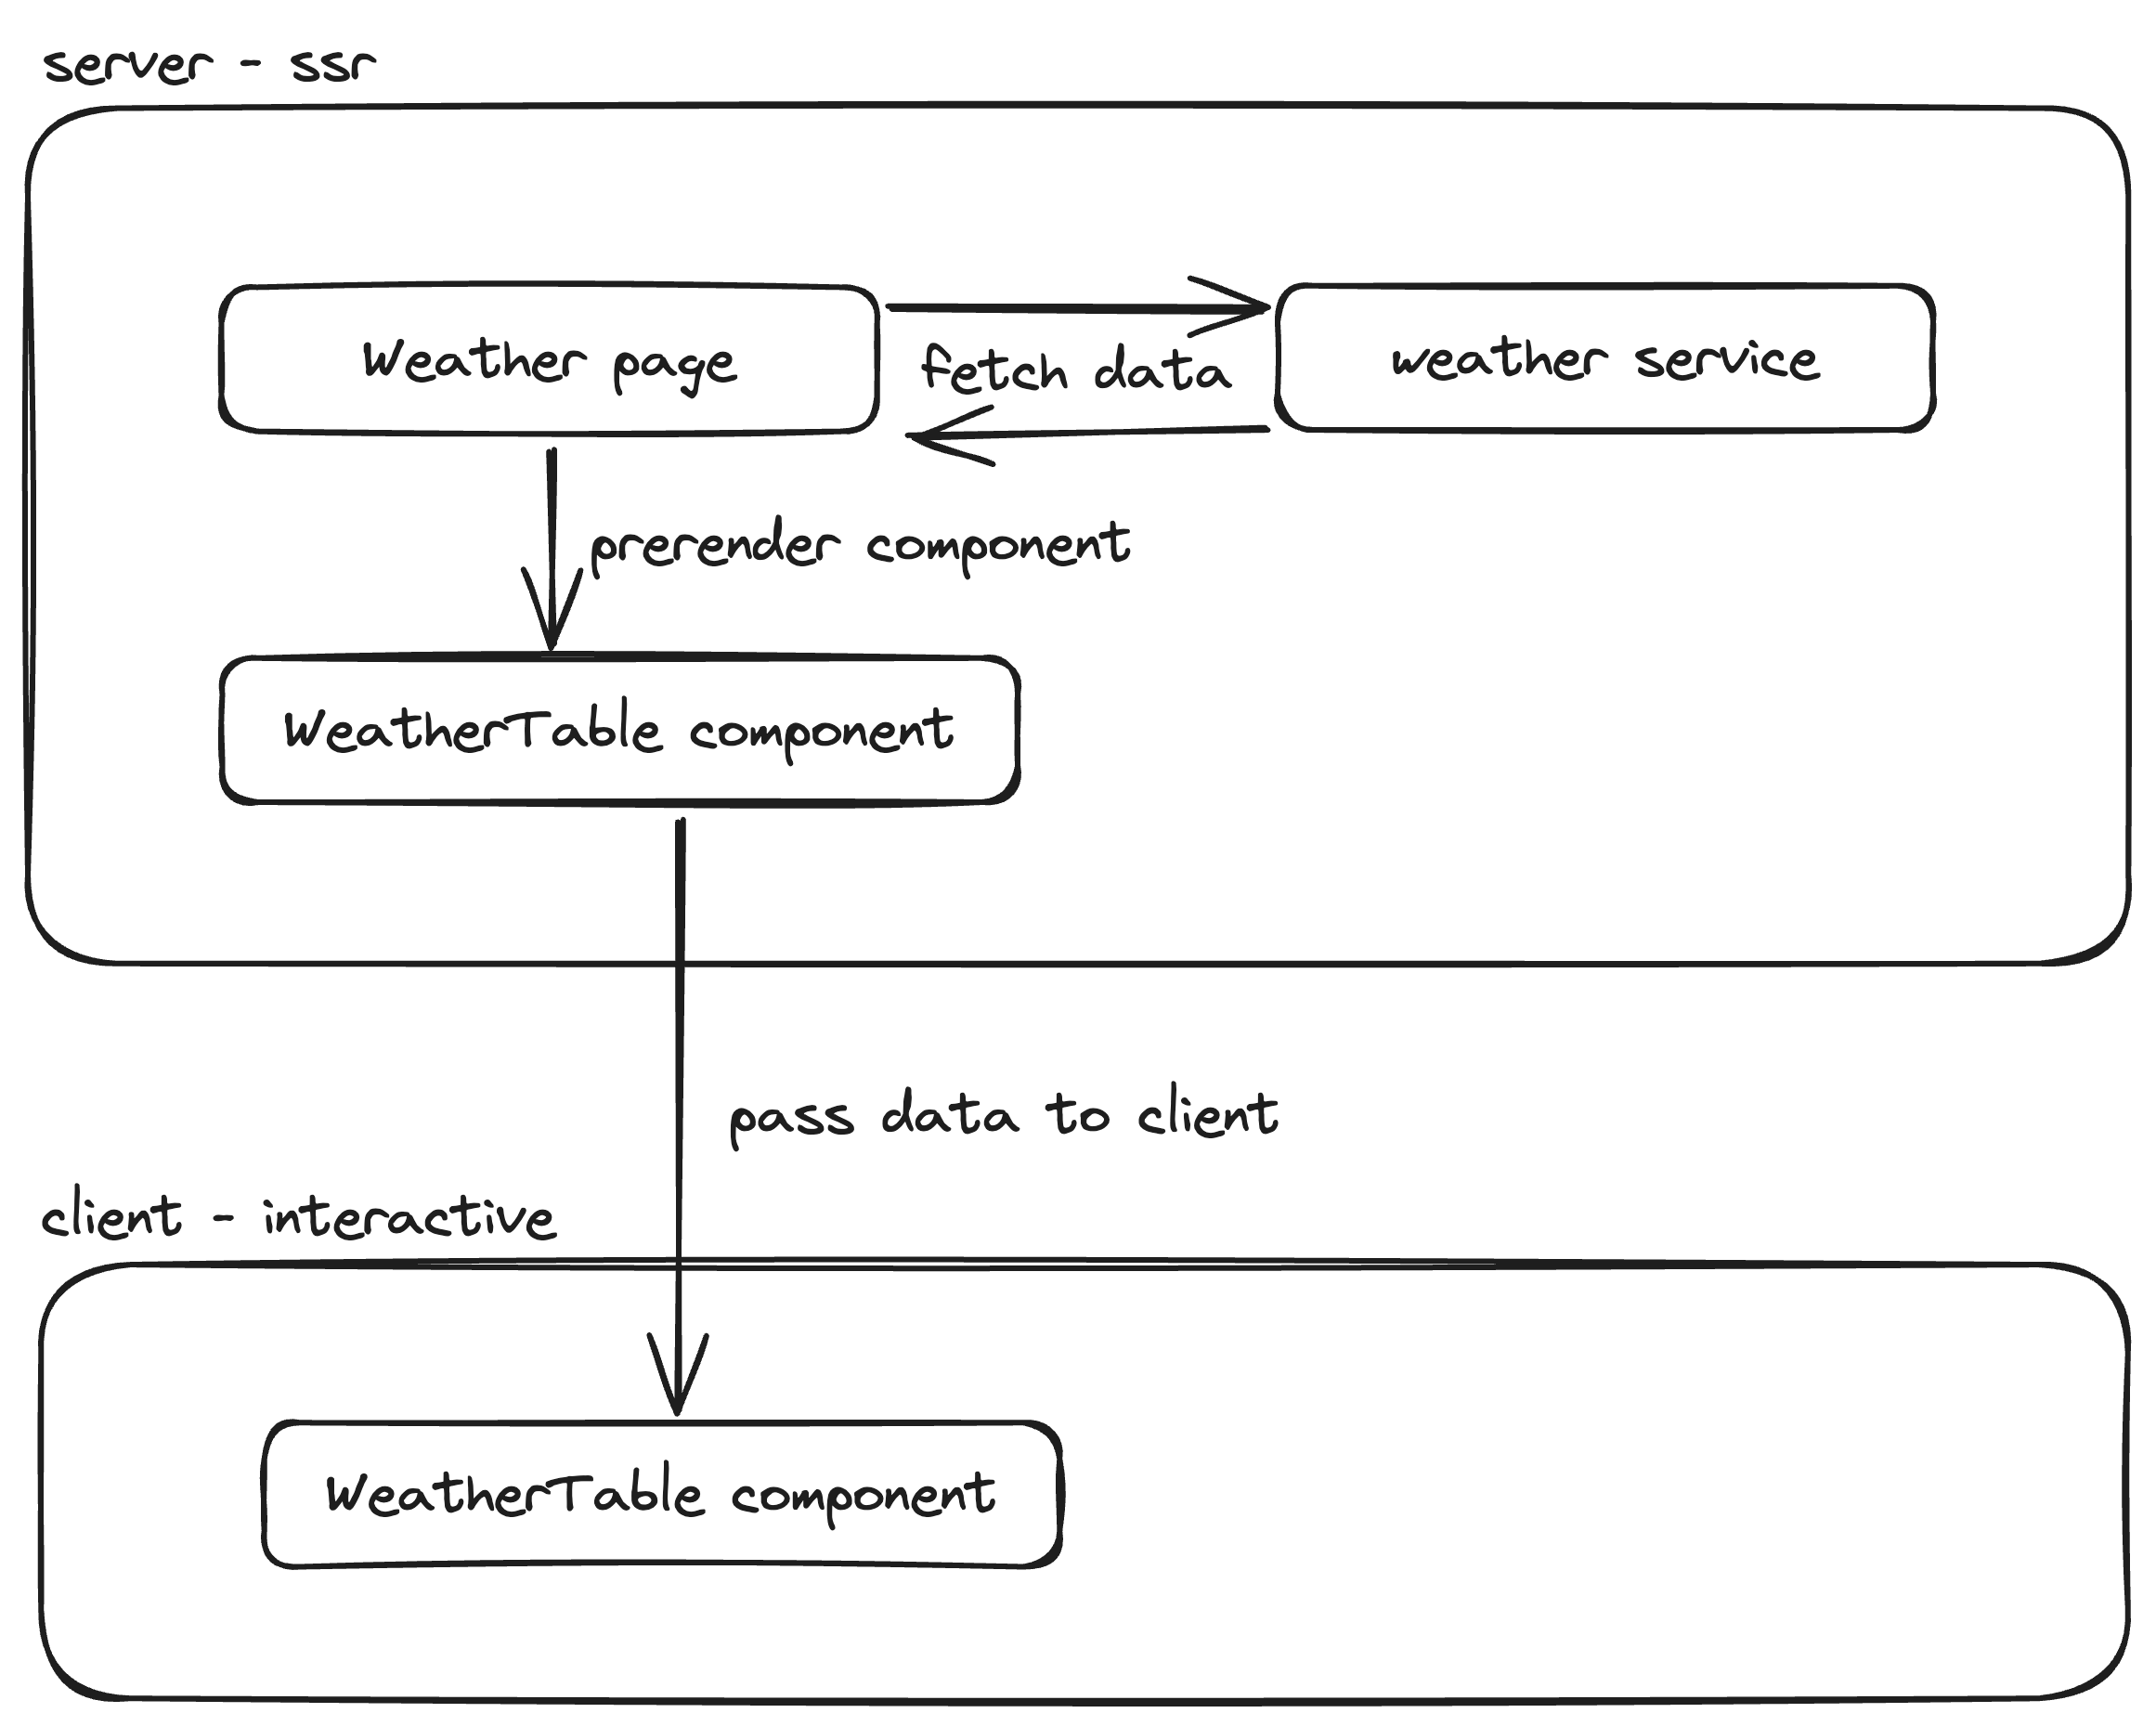 server - ssr
Weather page
fetch data
weather service
prerender component
WeatherTable component
pass data to client
client - interactive
WeatherTable component